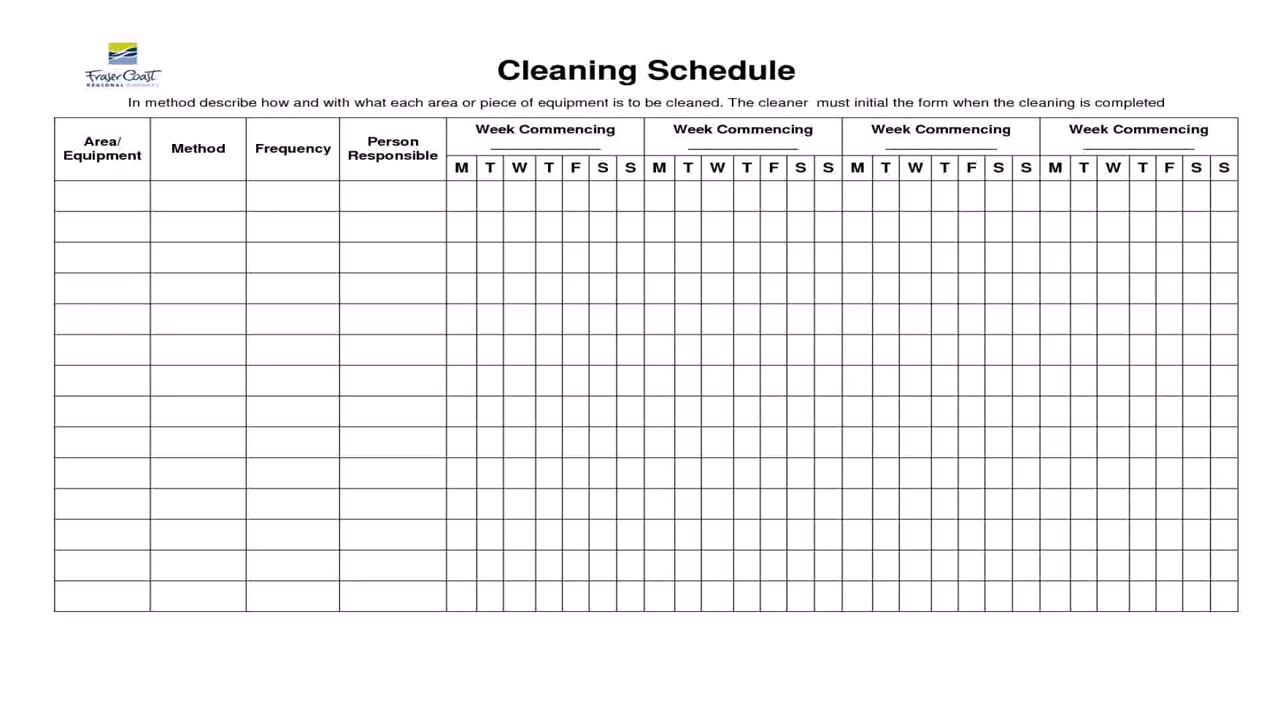 Fraser Coast
REGIONAL COUNCIL
Cleaning Schedule
In method describe how and with what each area or piece of equipment is to be cleaned. The cleaner must initial the form when the cleaning is completed
Area/ Equipment Method Frequency Person Responsible Week Commencing Week Commencing Week Commencing Week Commencing
M T W T F S S M T W T F S S M T W T F S S M T W T F S S